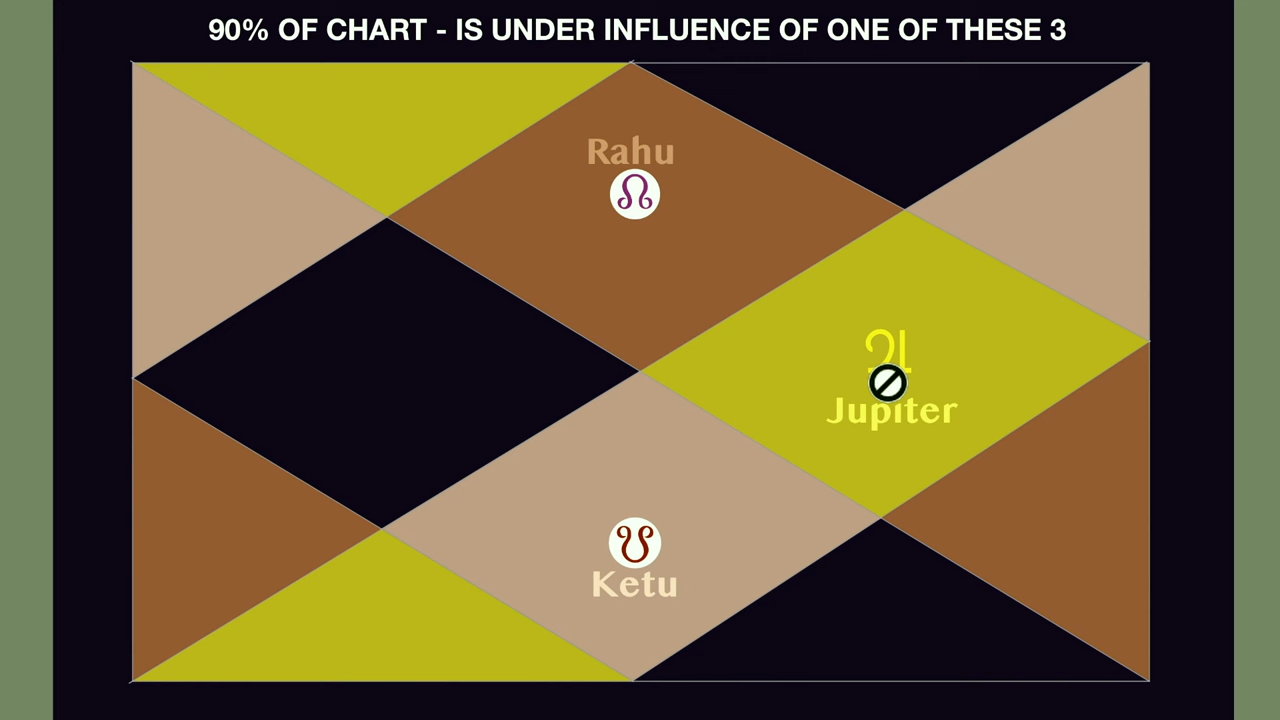 90% OF CHART - IS UNDER INFLUENCE OF ONE OF THESE 3
Rahu
☊
♃
Jupiter
☋
Ketu